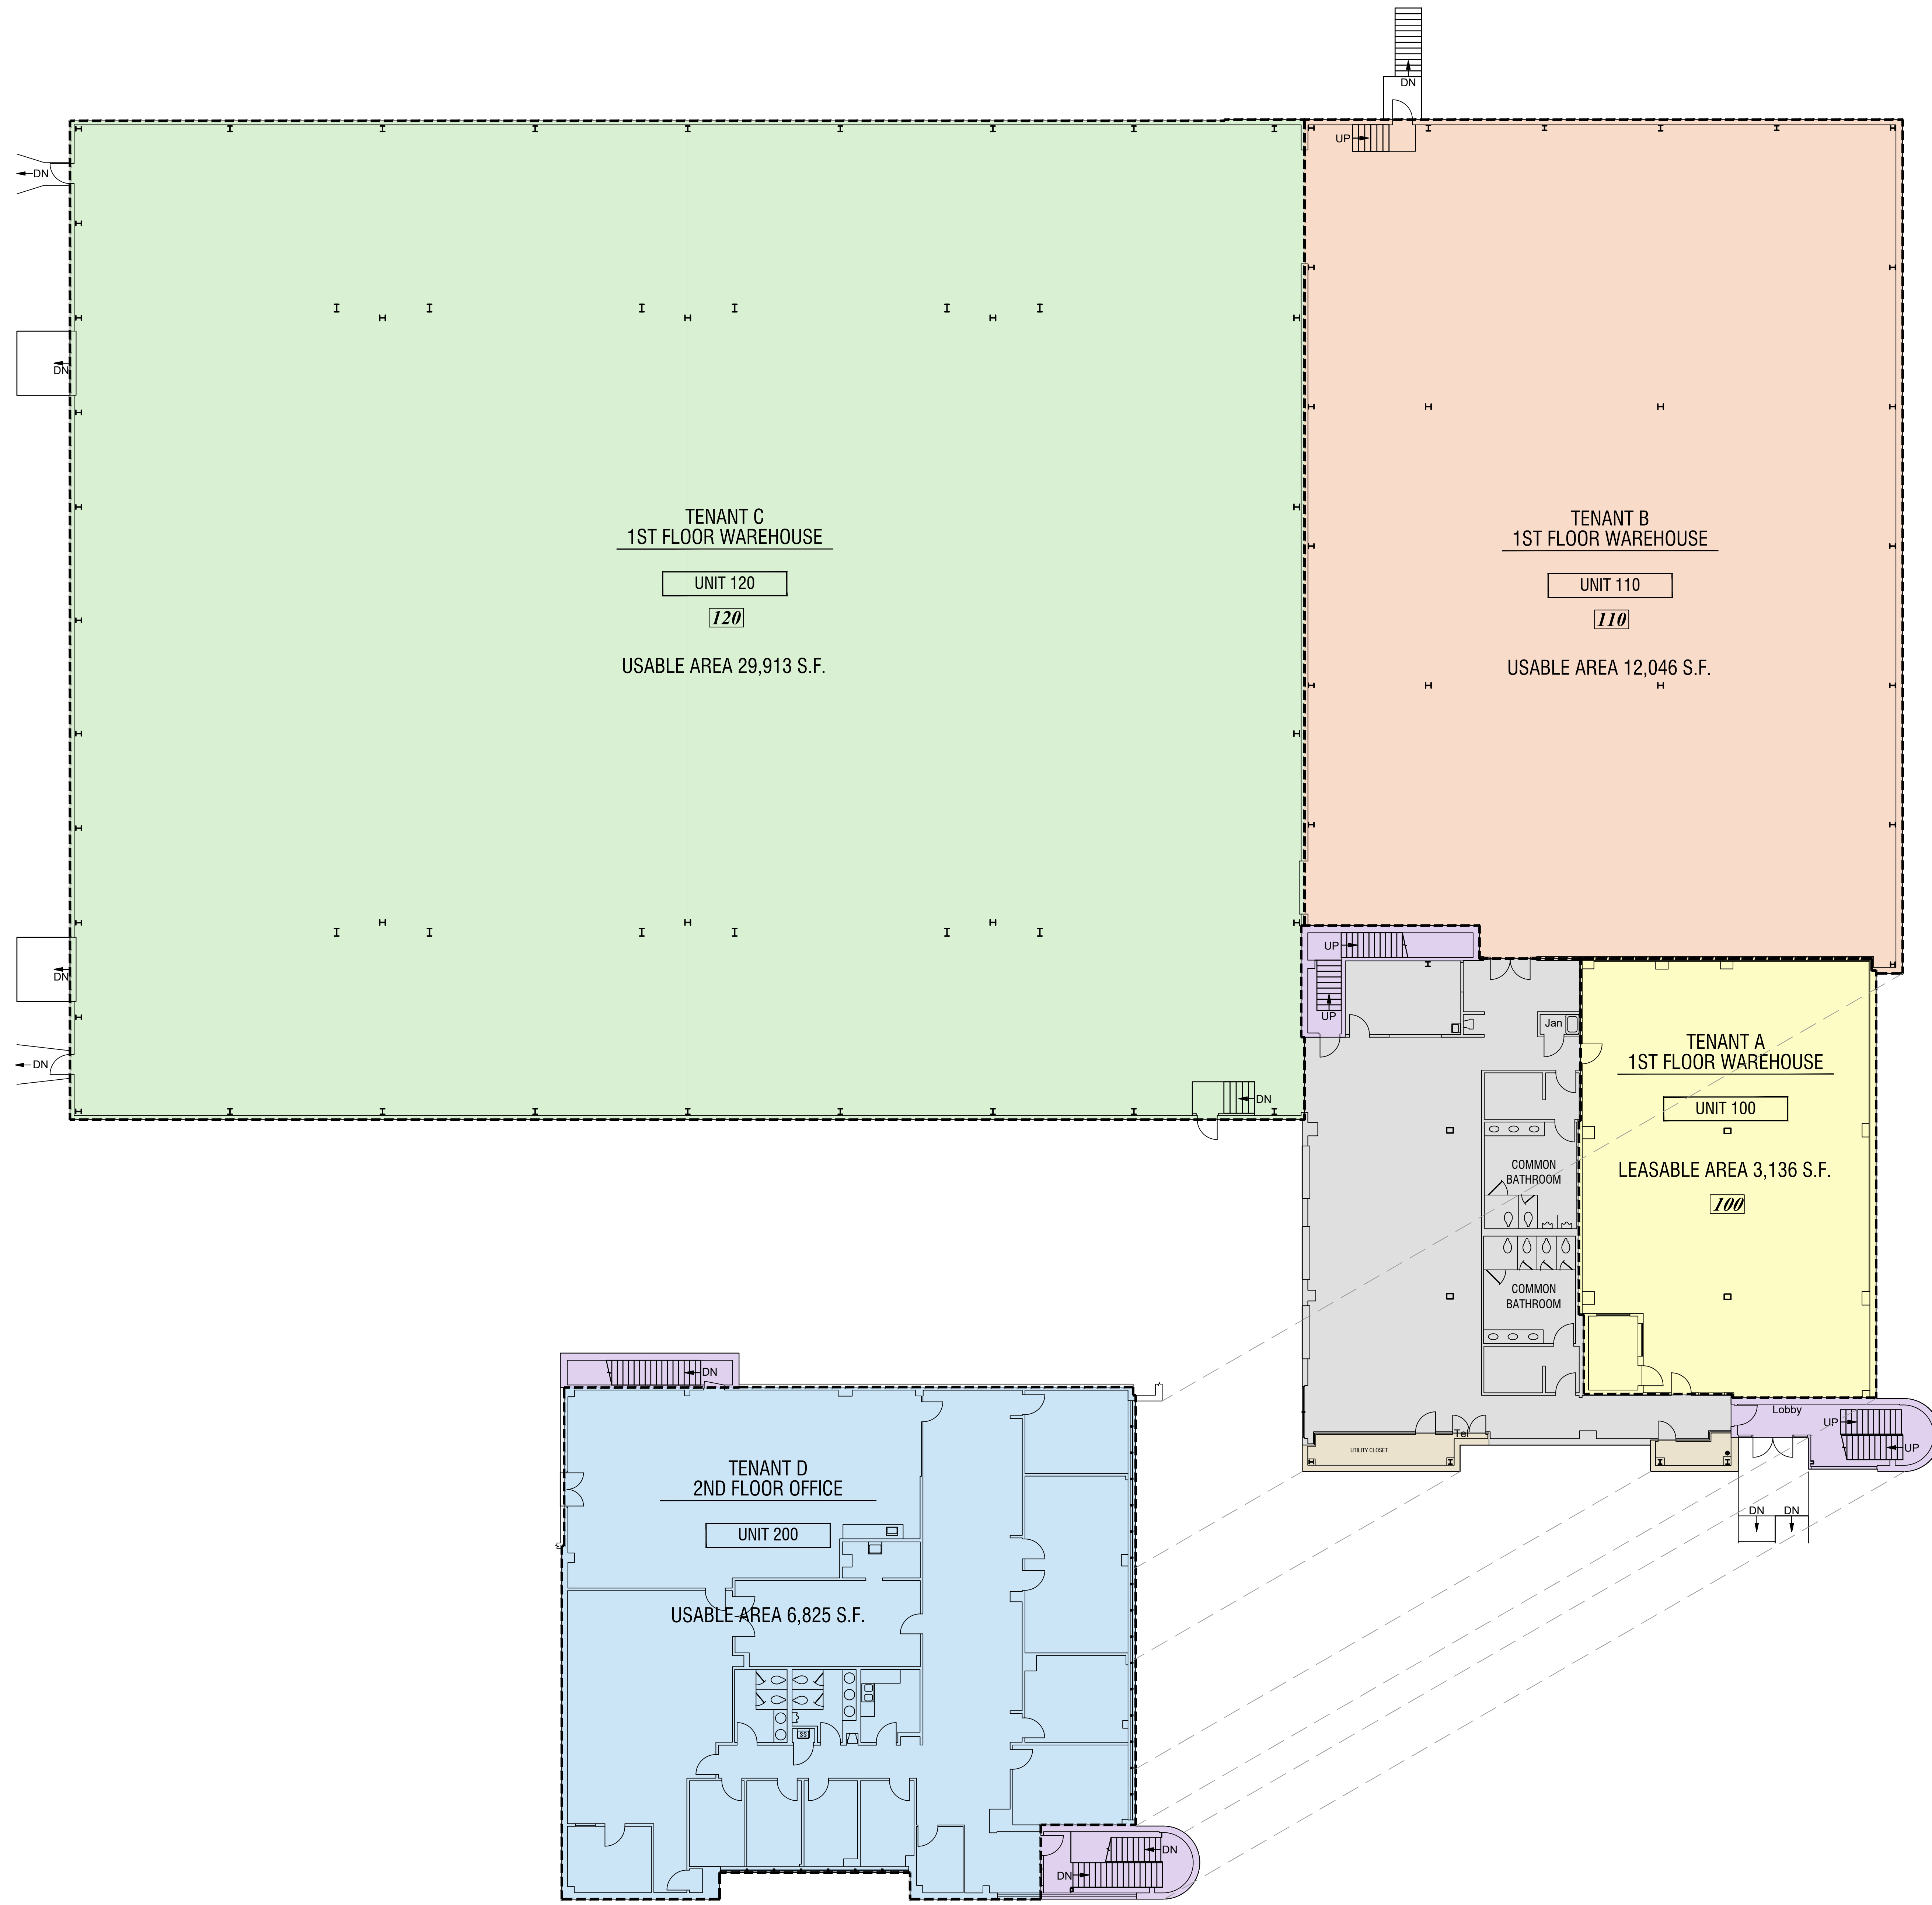 DN
UP
DN
DN
TENANT C
1ST FLOOR WAREHOUSE
UNIT 120
120
USABLE AREA 29,913 S.F.
TENANT B
1ST FLOOR WAREHOUSE
UNIT 110
110
USABLE AREA 12,046 S.F.
UP
DN
UP
Jan
DN
DN
TENANT A
1ST FLOOR WAREHOUSE
UNIT 100
LEASABLE AREA 3,136 S.F.
100
COMMON
BATHROOM
COMMON
BATHROOM
DN
Lobby
UP
UP
Tel
UTILITY CLOSET
TENANT D
2ND FLOOR OFFICE
UNIT 200
USABLE AREA 6,825 S.F.
DN
DN
DN
DN